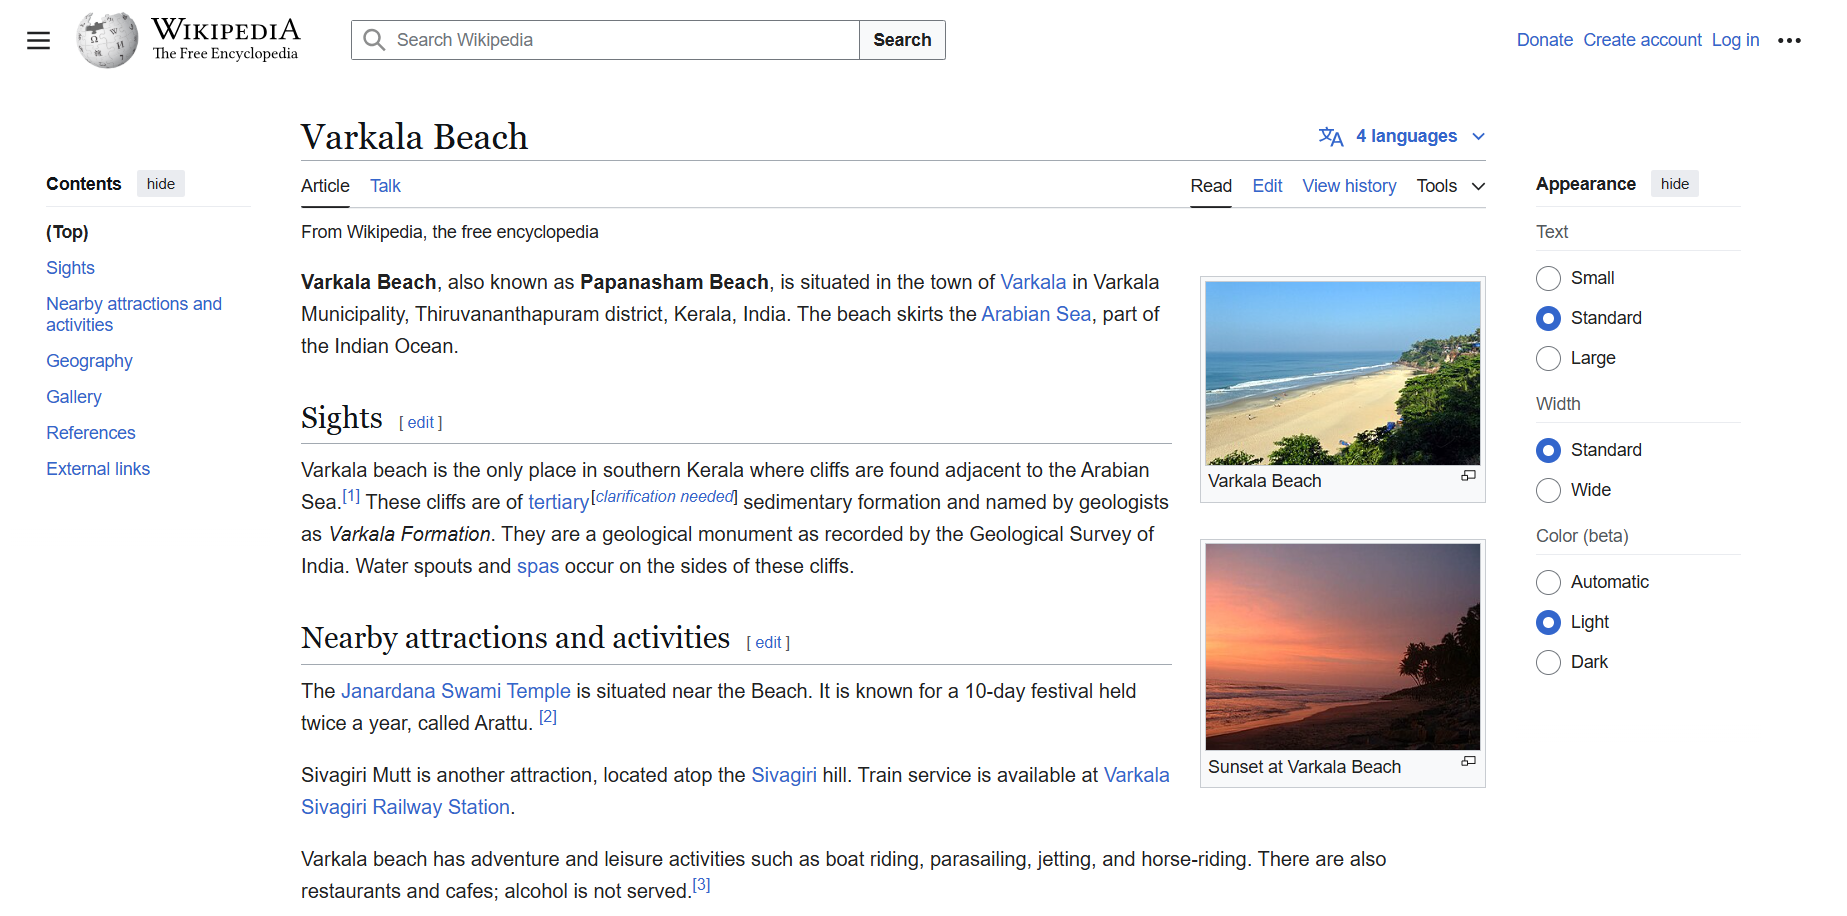 WIKIPEDIA
The Free Encyclopedia
Search Wikipedia
Search
Donate Create account Log in
Contents hide
(Top)
Sights
Nearby attractions and
activities
Geography
Gallery
References
External links
Varkala Beach
4 languages
Article Talk
Read Edit View history Tools
From Wikipedia, the free encyclopedia
Varkala Beach, also known as Papanasham Beach, is situated in the town of Varkala in Varkala
Municipality, Thiruvananthapuram district, Kerala, India. The beach skirts the Arabian Sea, part of
the Indian Ocean.
Sights [ edit ]
Varkala beach is the only place in southern Kerala where cliffs are found adjacent to the Arabian
Sea.[1] These cliffs are of tertiary[clarification needed] sedimentary formation and named by geologists
as Varkala Formation. They are a geological monument as recorded by the Geological Survey of
India. Water spouts and spas occur on the sides of these cliffs.
Nearby attractions and activities [ edit ]
The Janardana Swami Temple is situated near the Beach. It is known for a 10-day festival held
twice a year, called Arattu. [2]
Sivagiri Mutt is another attraction, located atop the Sivagiri hill. Train service is available at Varkala
Sivagiri Railway Station.
Varkala beach has adventure and leisure activities such as boat riding, parasailing, jetting, and horse-riding. There are also
restaurants and cafes; alcohol is not served.[3]
Varkala Beach
Sunset at Varkala Beach
Appearance hide
Text
Small
Standard
Large
Width
Standard
Wide
Color (beta)
Automatic
Light
Dark